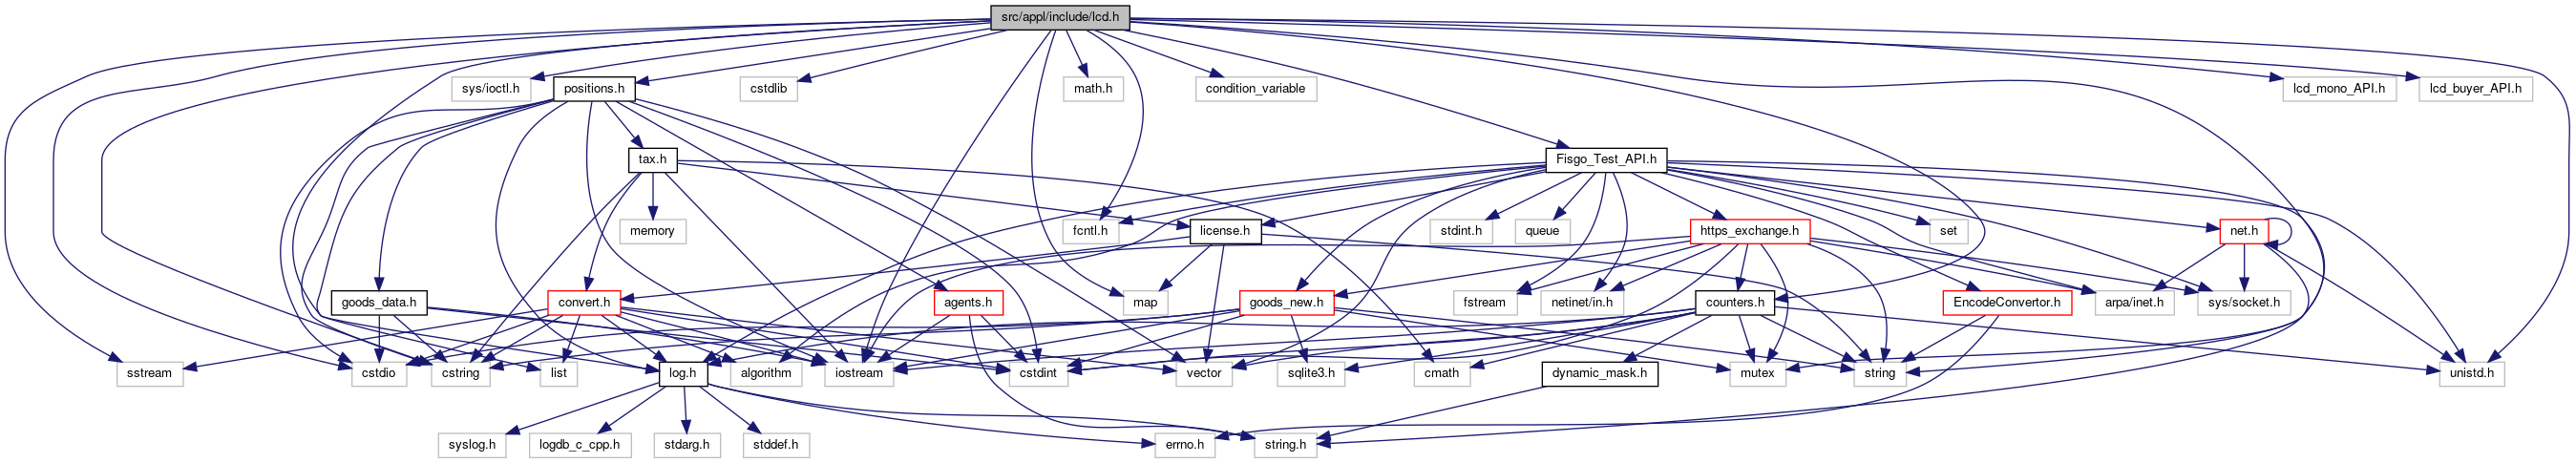 src/appl/include/lcd.h
sys/ioctl.h
positions.h
cstdlib
math.h
condition_variable
lcd_mono_API.h
lcd_buyer_API.h
tax.h
Fisgo_Test_API.h
memory
fcntl.h
license.h
stdint.h
queue
https_exchange.h
set
net.h
goods_data.h
convert.h
agents.h
map
goods_new.h
fstream
netinet/in.h
counters.h
EncodeConvertor.h
arpa/inet.h
sys/socket.h
sstream
cstdio
cstring
list
log.h
algorithm
iostream
cstdint
vector
sqlite3.h
cmath
dynamic_mask.h
mutex
string
unistd.h
syslog.h
logdb_c_cpp.h
stdarg.h
stddef.h
errno.h
string.h